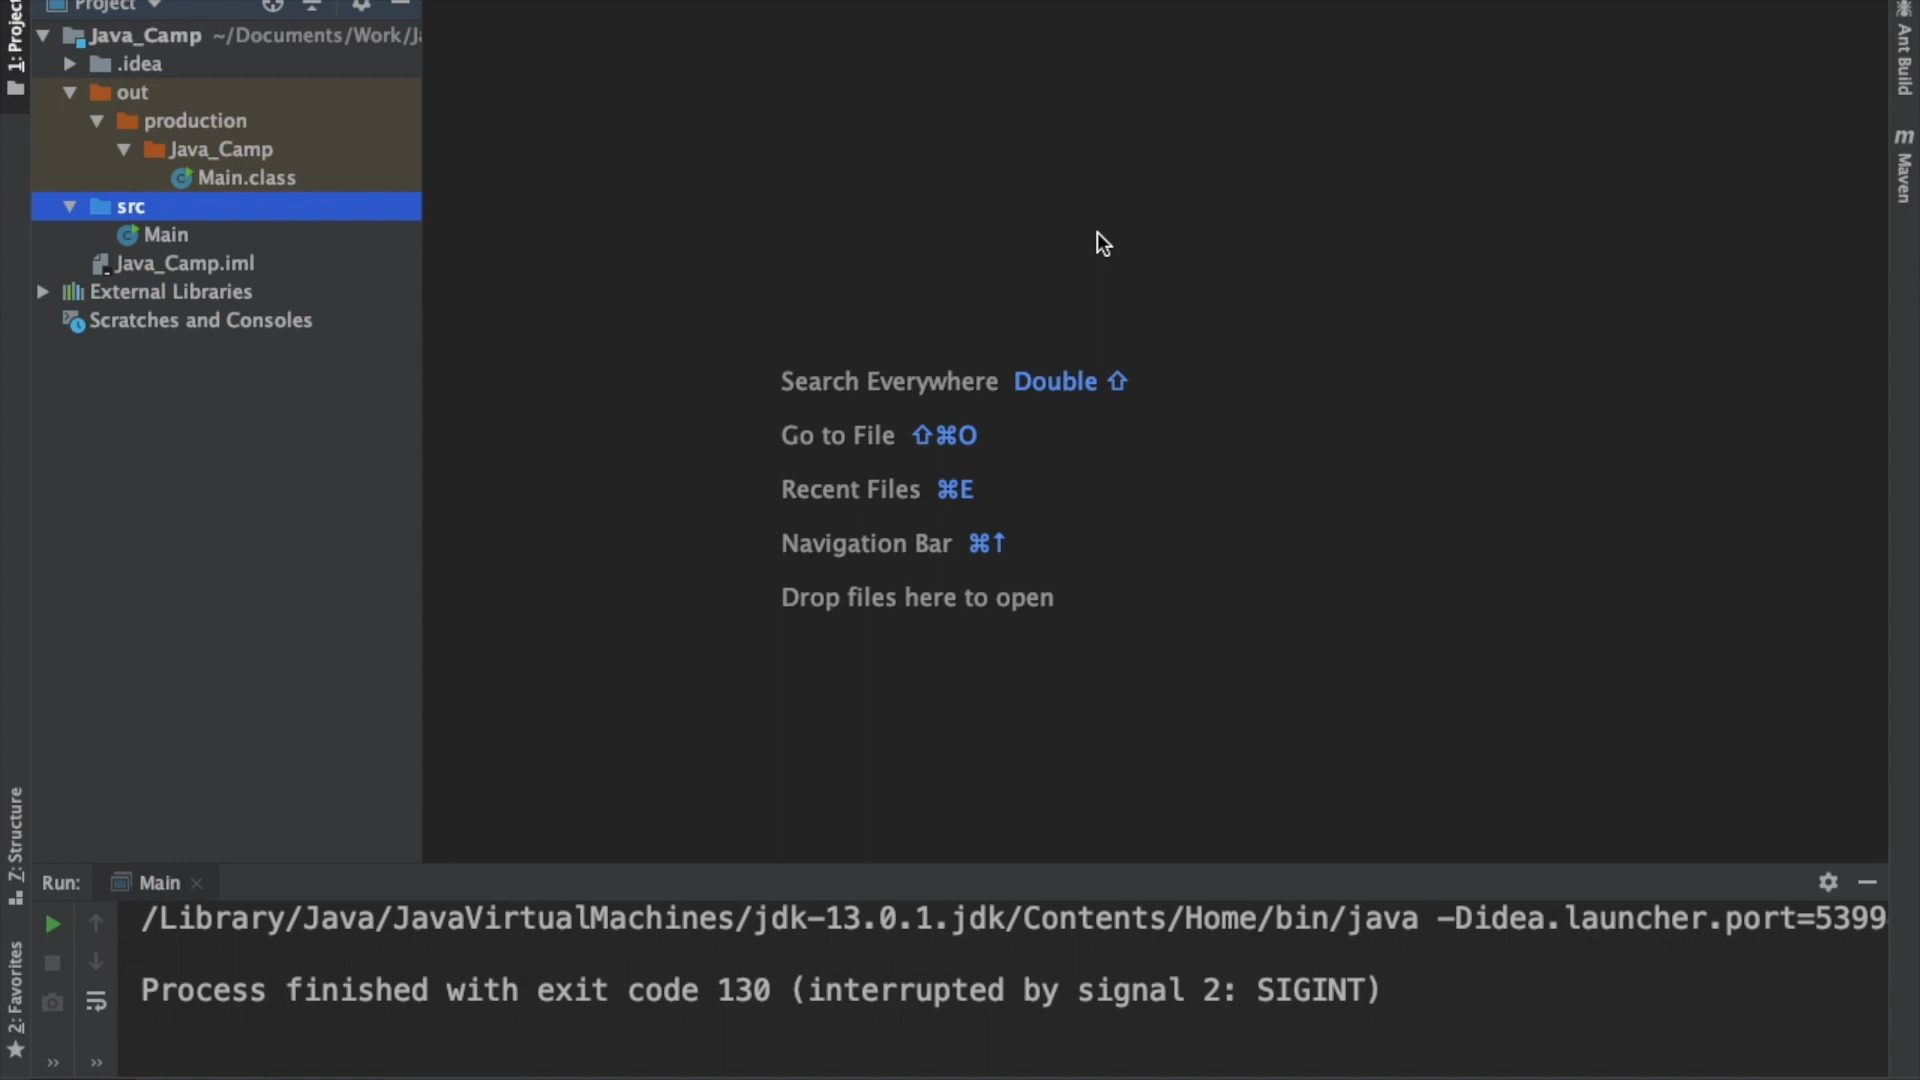 Project
Java_Camp ~/Documents/Work/J
.idea
out
production
Java_Camp
Main.class
src
Main
Java_Camp.iml
External Libraries
Scratches and Consoles
1: Project
Z: Structure
2: Favorites
Search Everywhere Double ⇧
Go to File ⇧⌘O
Recent Files ⌘E
Navigation Bar ⌘↑
Drop files here to open
Ant Build
m
Maven
Run: Main
/Library/Java/JavaVirtualMachines/jdk-13.0.1.jdk/Contents/Home/bin/java -Didea.launcher.port=5399
Process finished with exit code 130 (interrupted by signal 2: SIGINT)
» »